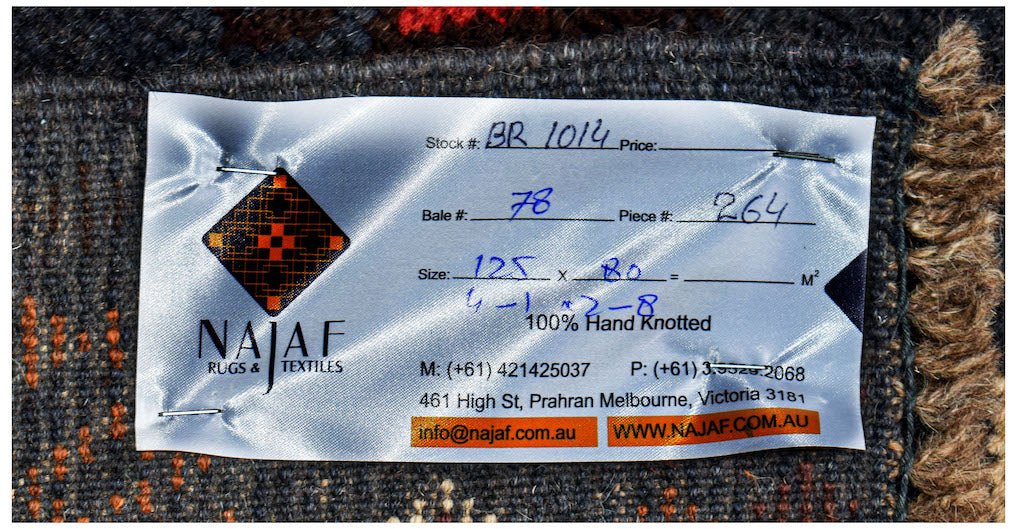 Stock #: BR 1014 Price:
Bale #: 78 Piece #: 264
Size: 125 x 80 = M²
4-1 * 2-8
100% Hand Knotted
NAJAF
RUGS & TEXTILES
M: (+61) 421425037 P: (+61) 2068
461 High St, Prahran Melbourne, Victoria 3181
info@najaf.com.au WWW.NAJAF.COM.AU